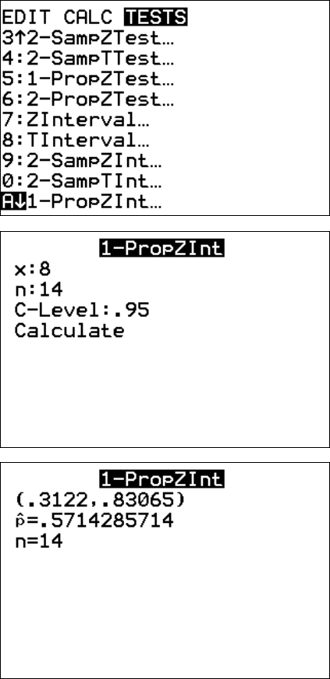 EDIT CALC TESTS
3↑2-SampZTest…
4:2-SampTTest…
5:1-PropZTest…
6:2-PropZTest…
7:ZInterval…
8:TInterval…
9:2-SampZInt…
0:2-SampTInt…
A↓1-PropZInt…
1-PropZInt
x:8
n:14
C-Level:.95
Calculate
1-PropZInt
(.3122,.83065)
p̂=.5714285714
n=14